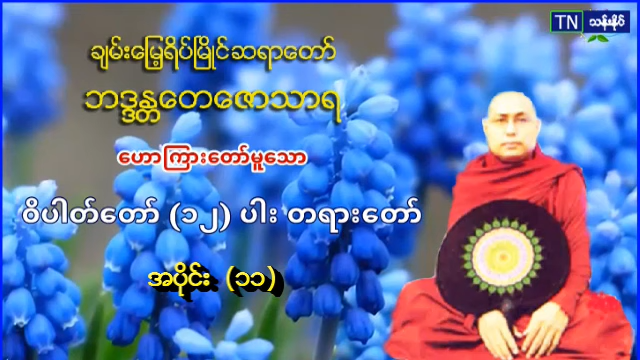 TN သန်းနိုင်
ချမ်းမြေ့ရိပ်မြိုင်ဆရာတော်
ဘဒ္ဒန္တတေဇောသာရ
ဟောကြားတော်မူသော
ဝိပါတ်တော် (၁၂) ပါး တရားတော်
အပိုင်း (၁၁)